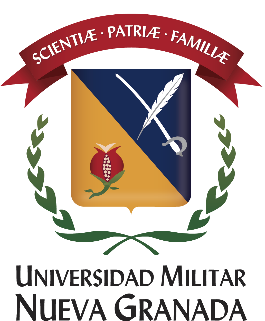 SCIENTIÆ · PATRIÆ · FAMILIÆ
UNIVERSIDAD MILITAR
NUEVA GRANADA